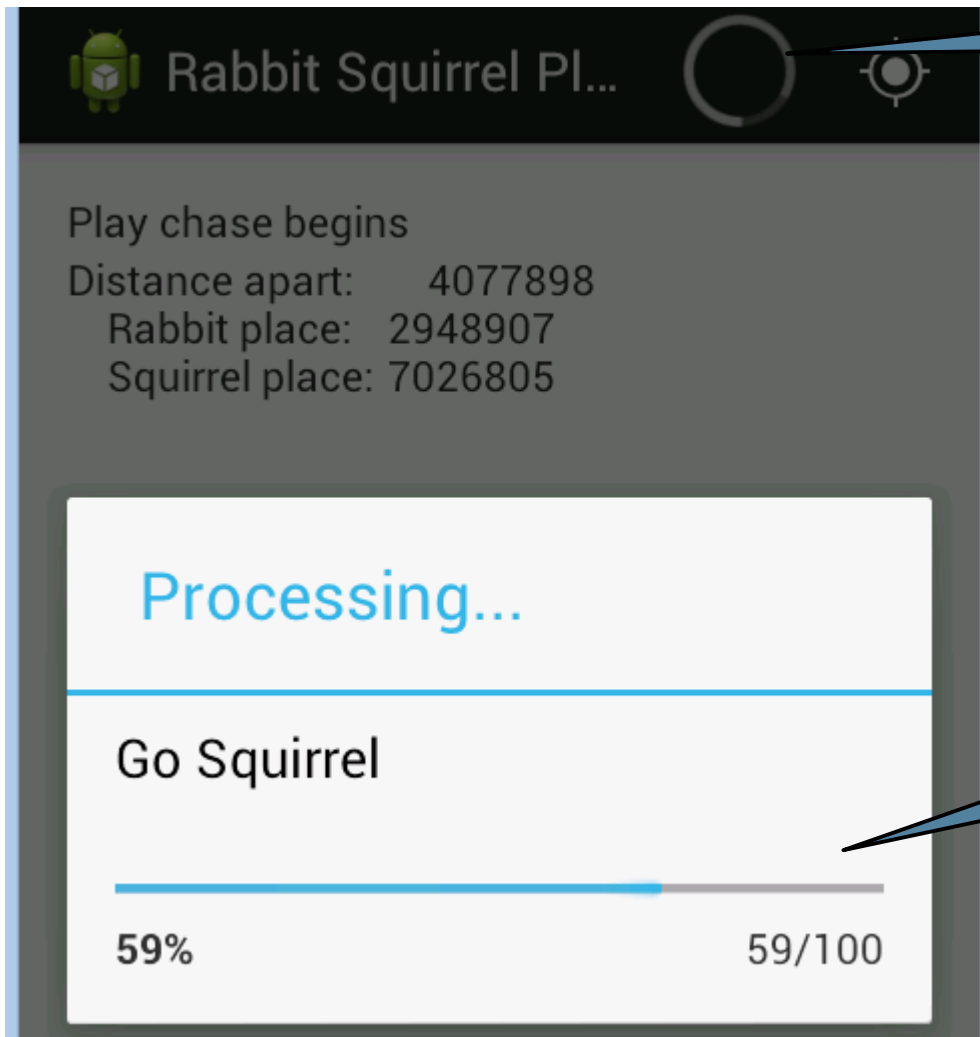 Rabbit Squirrel Pl...
Play chase begins
Distance apart: 4077898
Rabbit place: 2948907
Squirrel place: 7026805
Processing...
Go Squirrel
59% 59/100